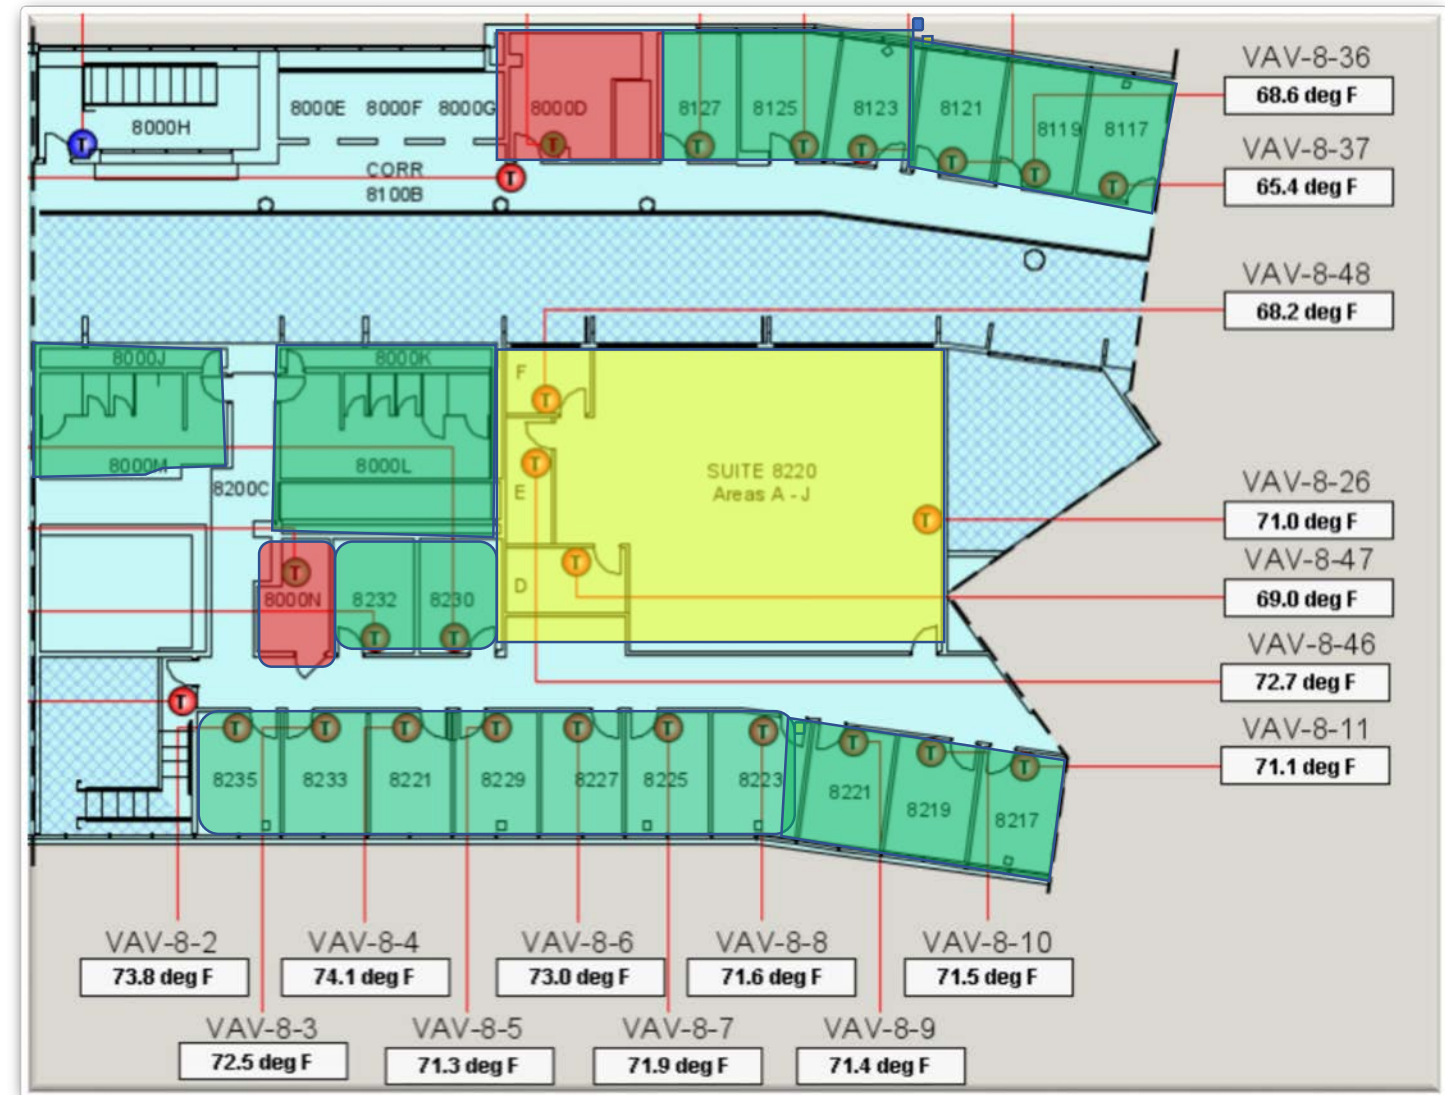 VAV-8-36
68.6 deg F
8000E 8000F 8000G 8000D 8127 8125 8123 8121
8000H
8119 8117
T
T T T T T T T
CORR
8100B
T
VAV-8-37
65.4 deg F
VAV-8-48
68.2 deg F
8000J 8000K
F
T
8000M 8000L
8200C
T
E
SUITE 8220
Areas A - J
T
VAV-8-26
71.0 deg F
T
8000N 8232 8230
T T
T
D
VAV-8-47
69.0 deg F
VAV-8-46
72.7 deg F
T
T T T T T T T T T T
8235 8233 8221 8229 8227 8225 8223 8221 8219 8217
VAV-8-11
71.1 deg F
VAV-8-2 VAV-8-4 VAV-8-6 VAV-8-8 VAV-8-10
73.8 deg F 74.1 deg F 73.0 deg F 71.6 deg F 71.5 deg F
VAV-8-3 VAV-8-5 VAV-8-7 VAV-8-9
72.5 deg F 71.3 deg F 71.9 deg F 71.4 deg F